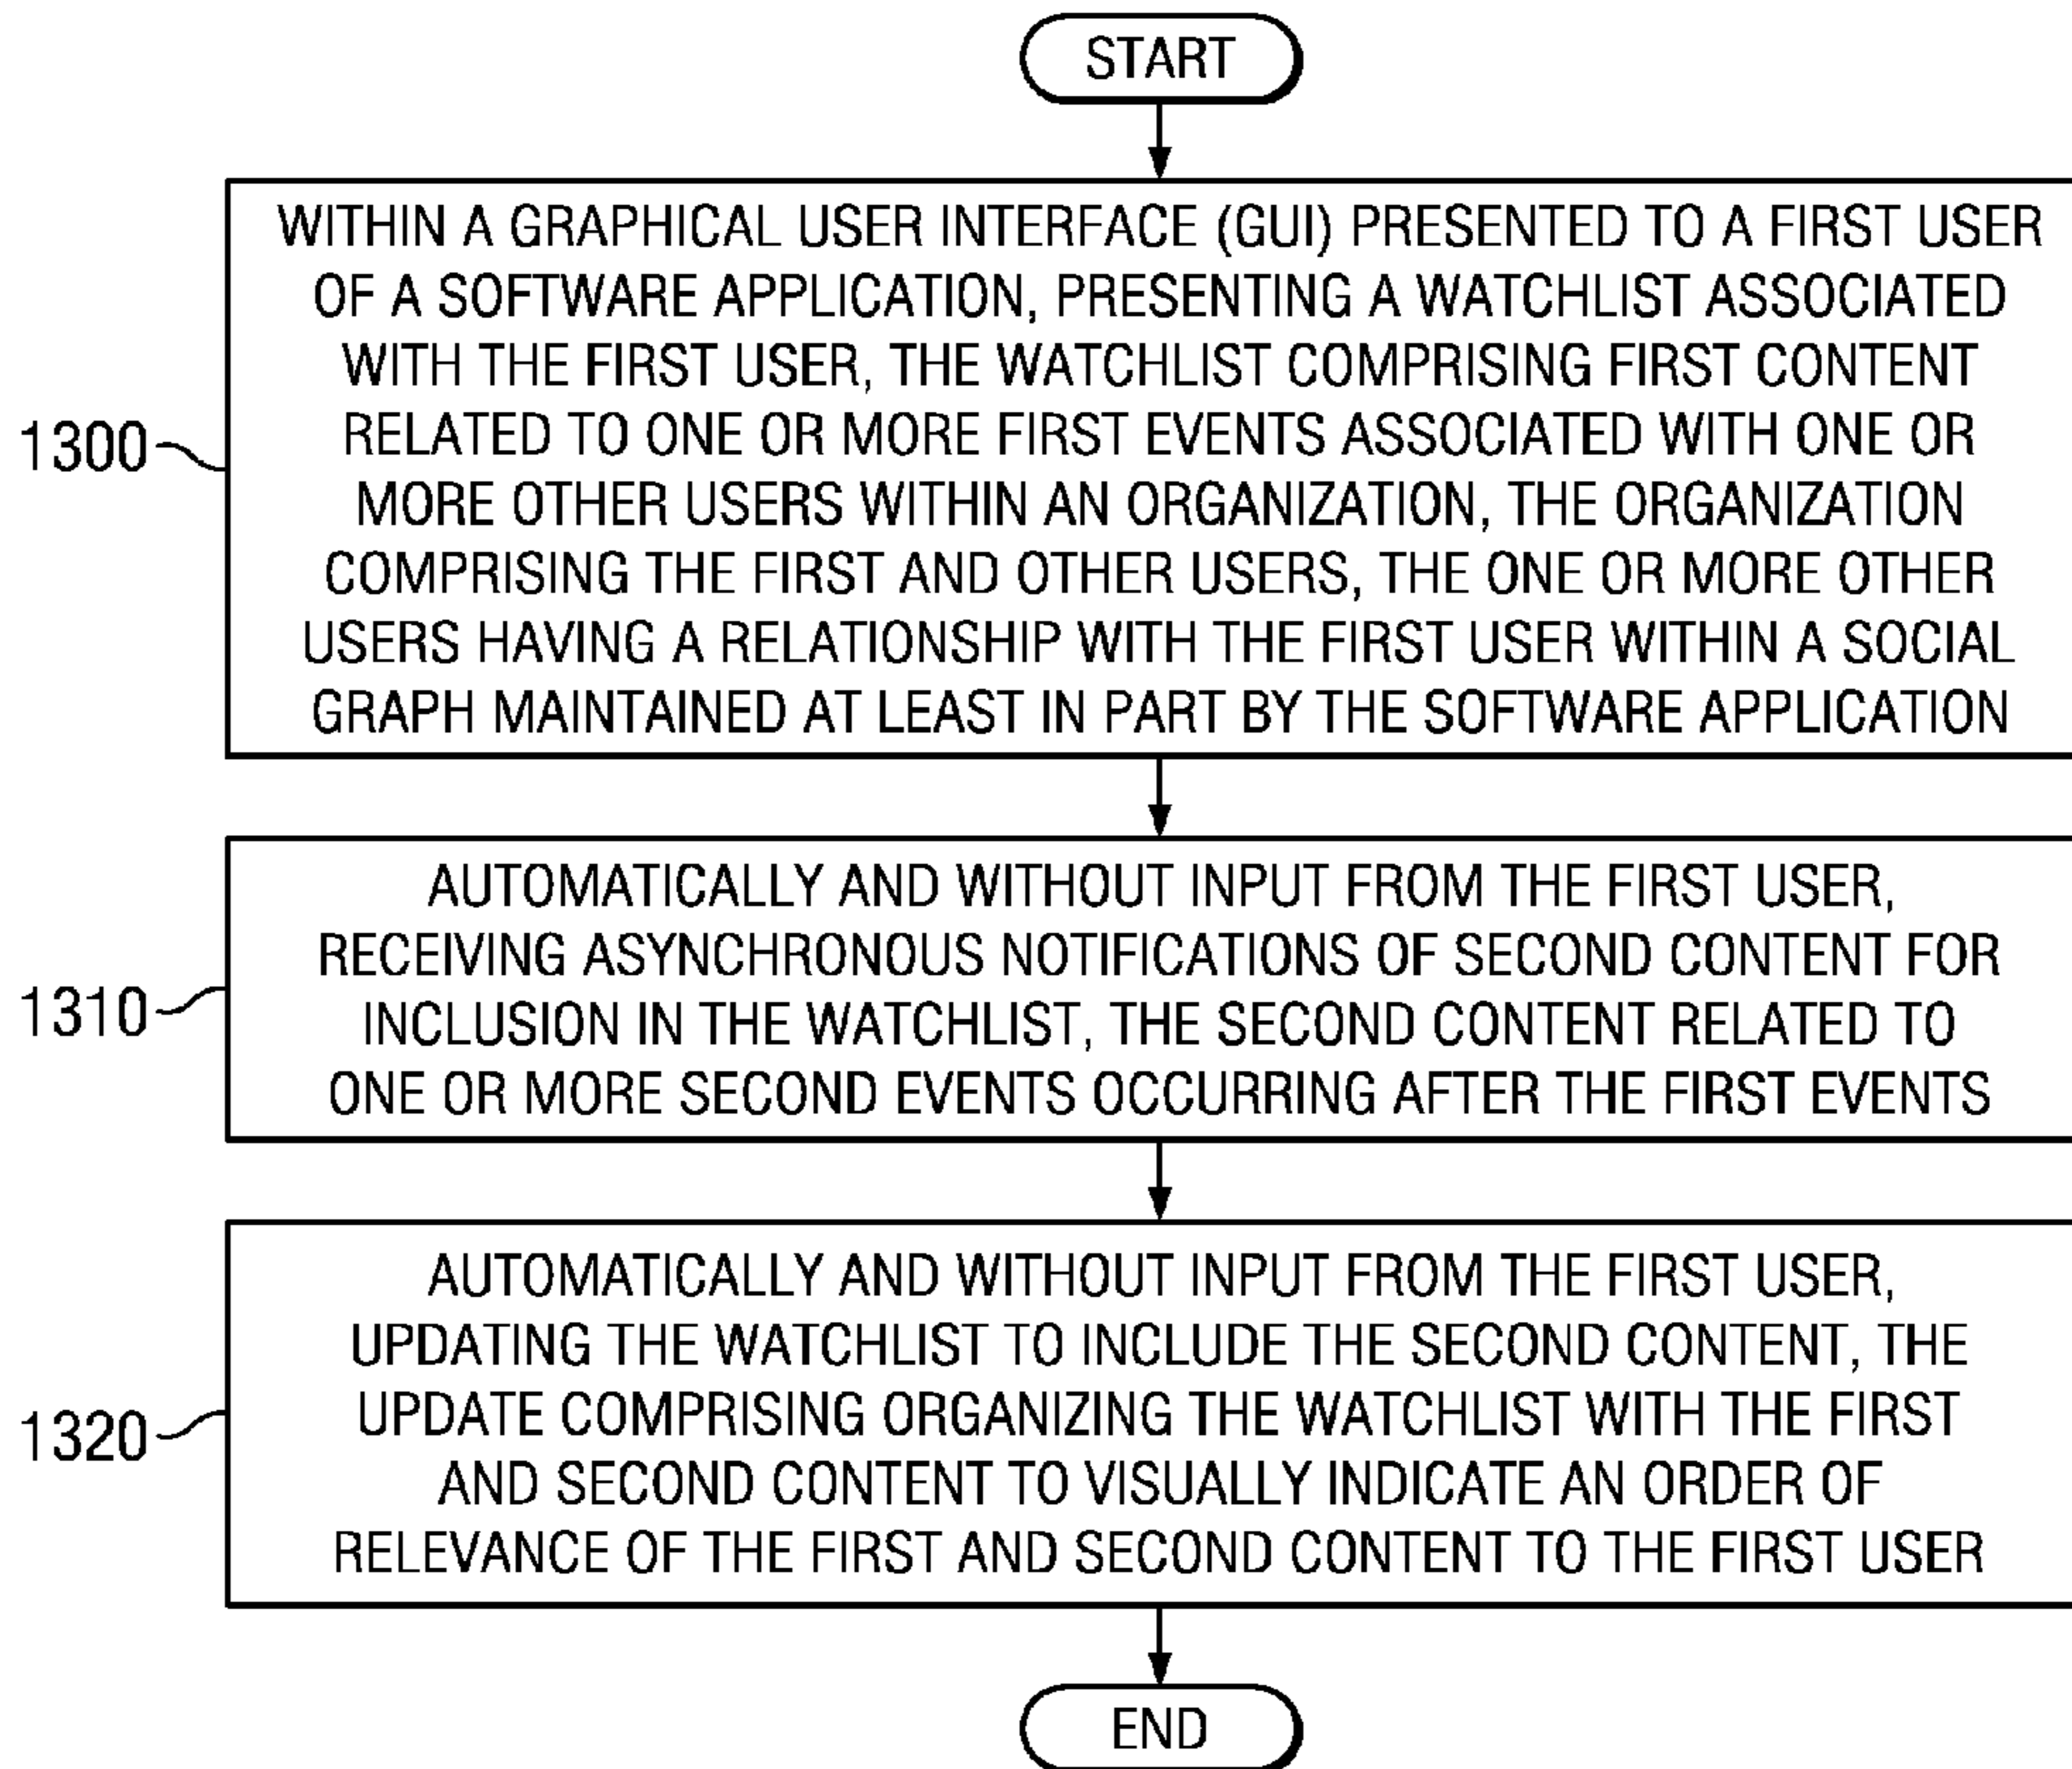 START
WITHIN A GRAPHICAL USER INTERFACE (GUI) PRESENTED TO A FIRST USER
OF A SOFTWARE APPLICATION, PRESENTING A WATCHLIST ASSOCIATED
WITH THE FIRST USER, THE WATCHLIST COMPRISING FIRST CONTENT
RELATED TO ONE OR MORE FIRST EVENTS ASSOCIATED WITH ONE OR
MORE OTHER USERS WITHIN AN ORGANIZATION, THE ORGANIZATION
COMPRISING THE FIRST AND OTHER USERS, THE ONE OR MORE OTHER
USERS HAVING A RELATIONSHIP WITH THE FIRST USER WITHIN A SOCIAL
GRAPH MAINTAINED AT LEAST IN PART BY THE SOFTWARE APPLICATION
1300
AUTOMATICALLY AND WITHOUT INPUT FROM THE FIRST USER,
RECEIVING ASYNCHRONOUS NOTIFICATIONS OF SECOND CONTENT FOR
INCLUSION IN THE WATCHLIST, THE SECOND CONTENT RELATED TO
ONE OR MORE SECOND EVENTS OCCURRING AFTER THE FIRST EVENTS
1310
AUTOMATICALLY AND WITHOUT INPUT FROM THE FIRST USER,
UPDATING THE WATCHLIST TO INCLUDE THE SECOND CONTENT, THE
UPDATE COMPRISING ORGANIZING THE WATCHLIST WITH THE FIRST
AND SECOND CONTENT TO VISUALLY INDICATE AN ORDER OF
RELEVANCE OF THE FIRST AND SECOND CONTENT TO THE FIRST USER
1320
END